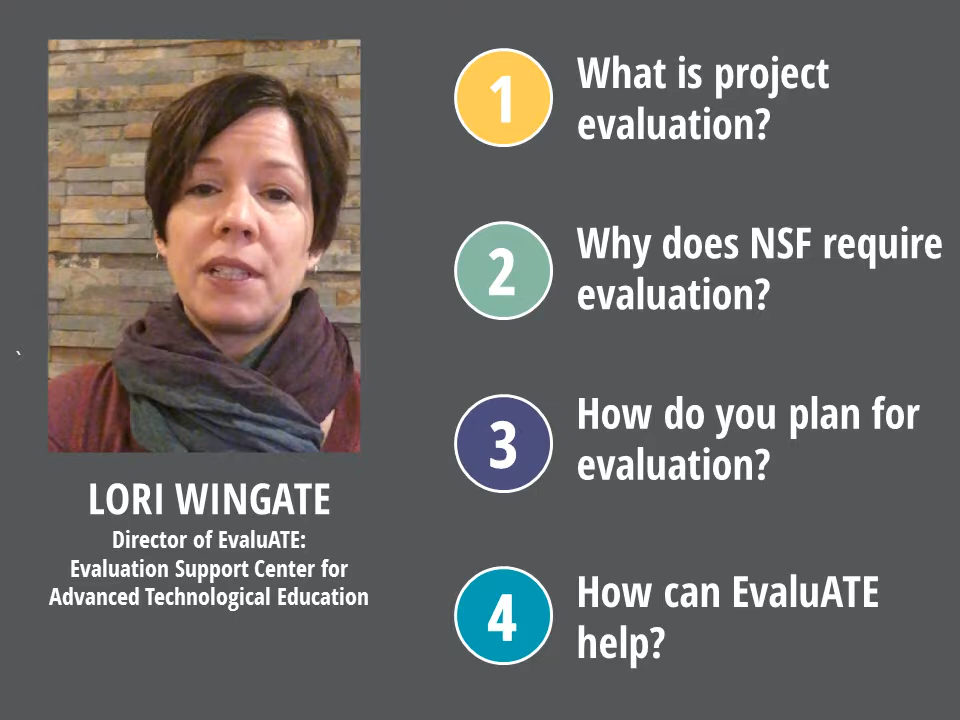 LORI WINGATE
Director of EvaluATE:
Evaluation Support Center for
Advanced Technological Education
1
What is project
evaluation?
2
Why does NSF require
evaluation?
3
How do you plan for
evaluation?
4
How can EvaluATE
help?